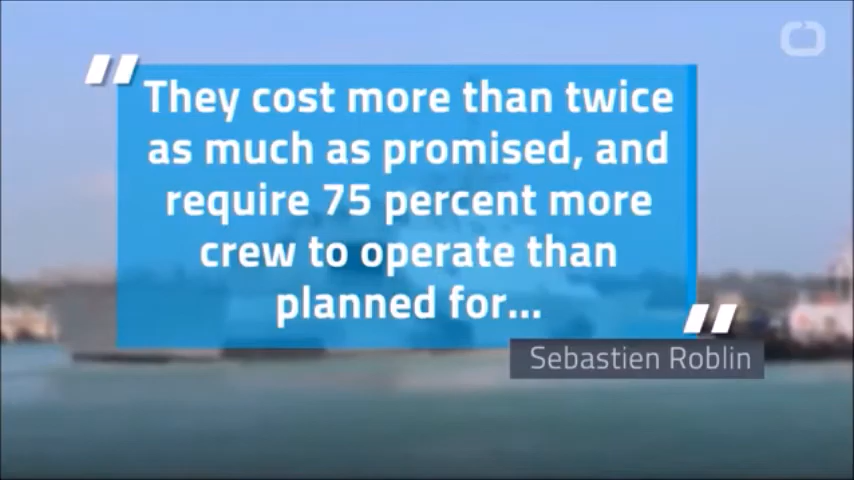 They cost more than twice
as much as promised, and
require 75 percent more
crew to operate than
planned for...
Sebastien Roblin